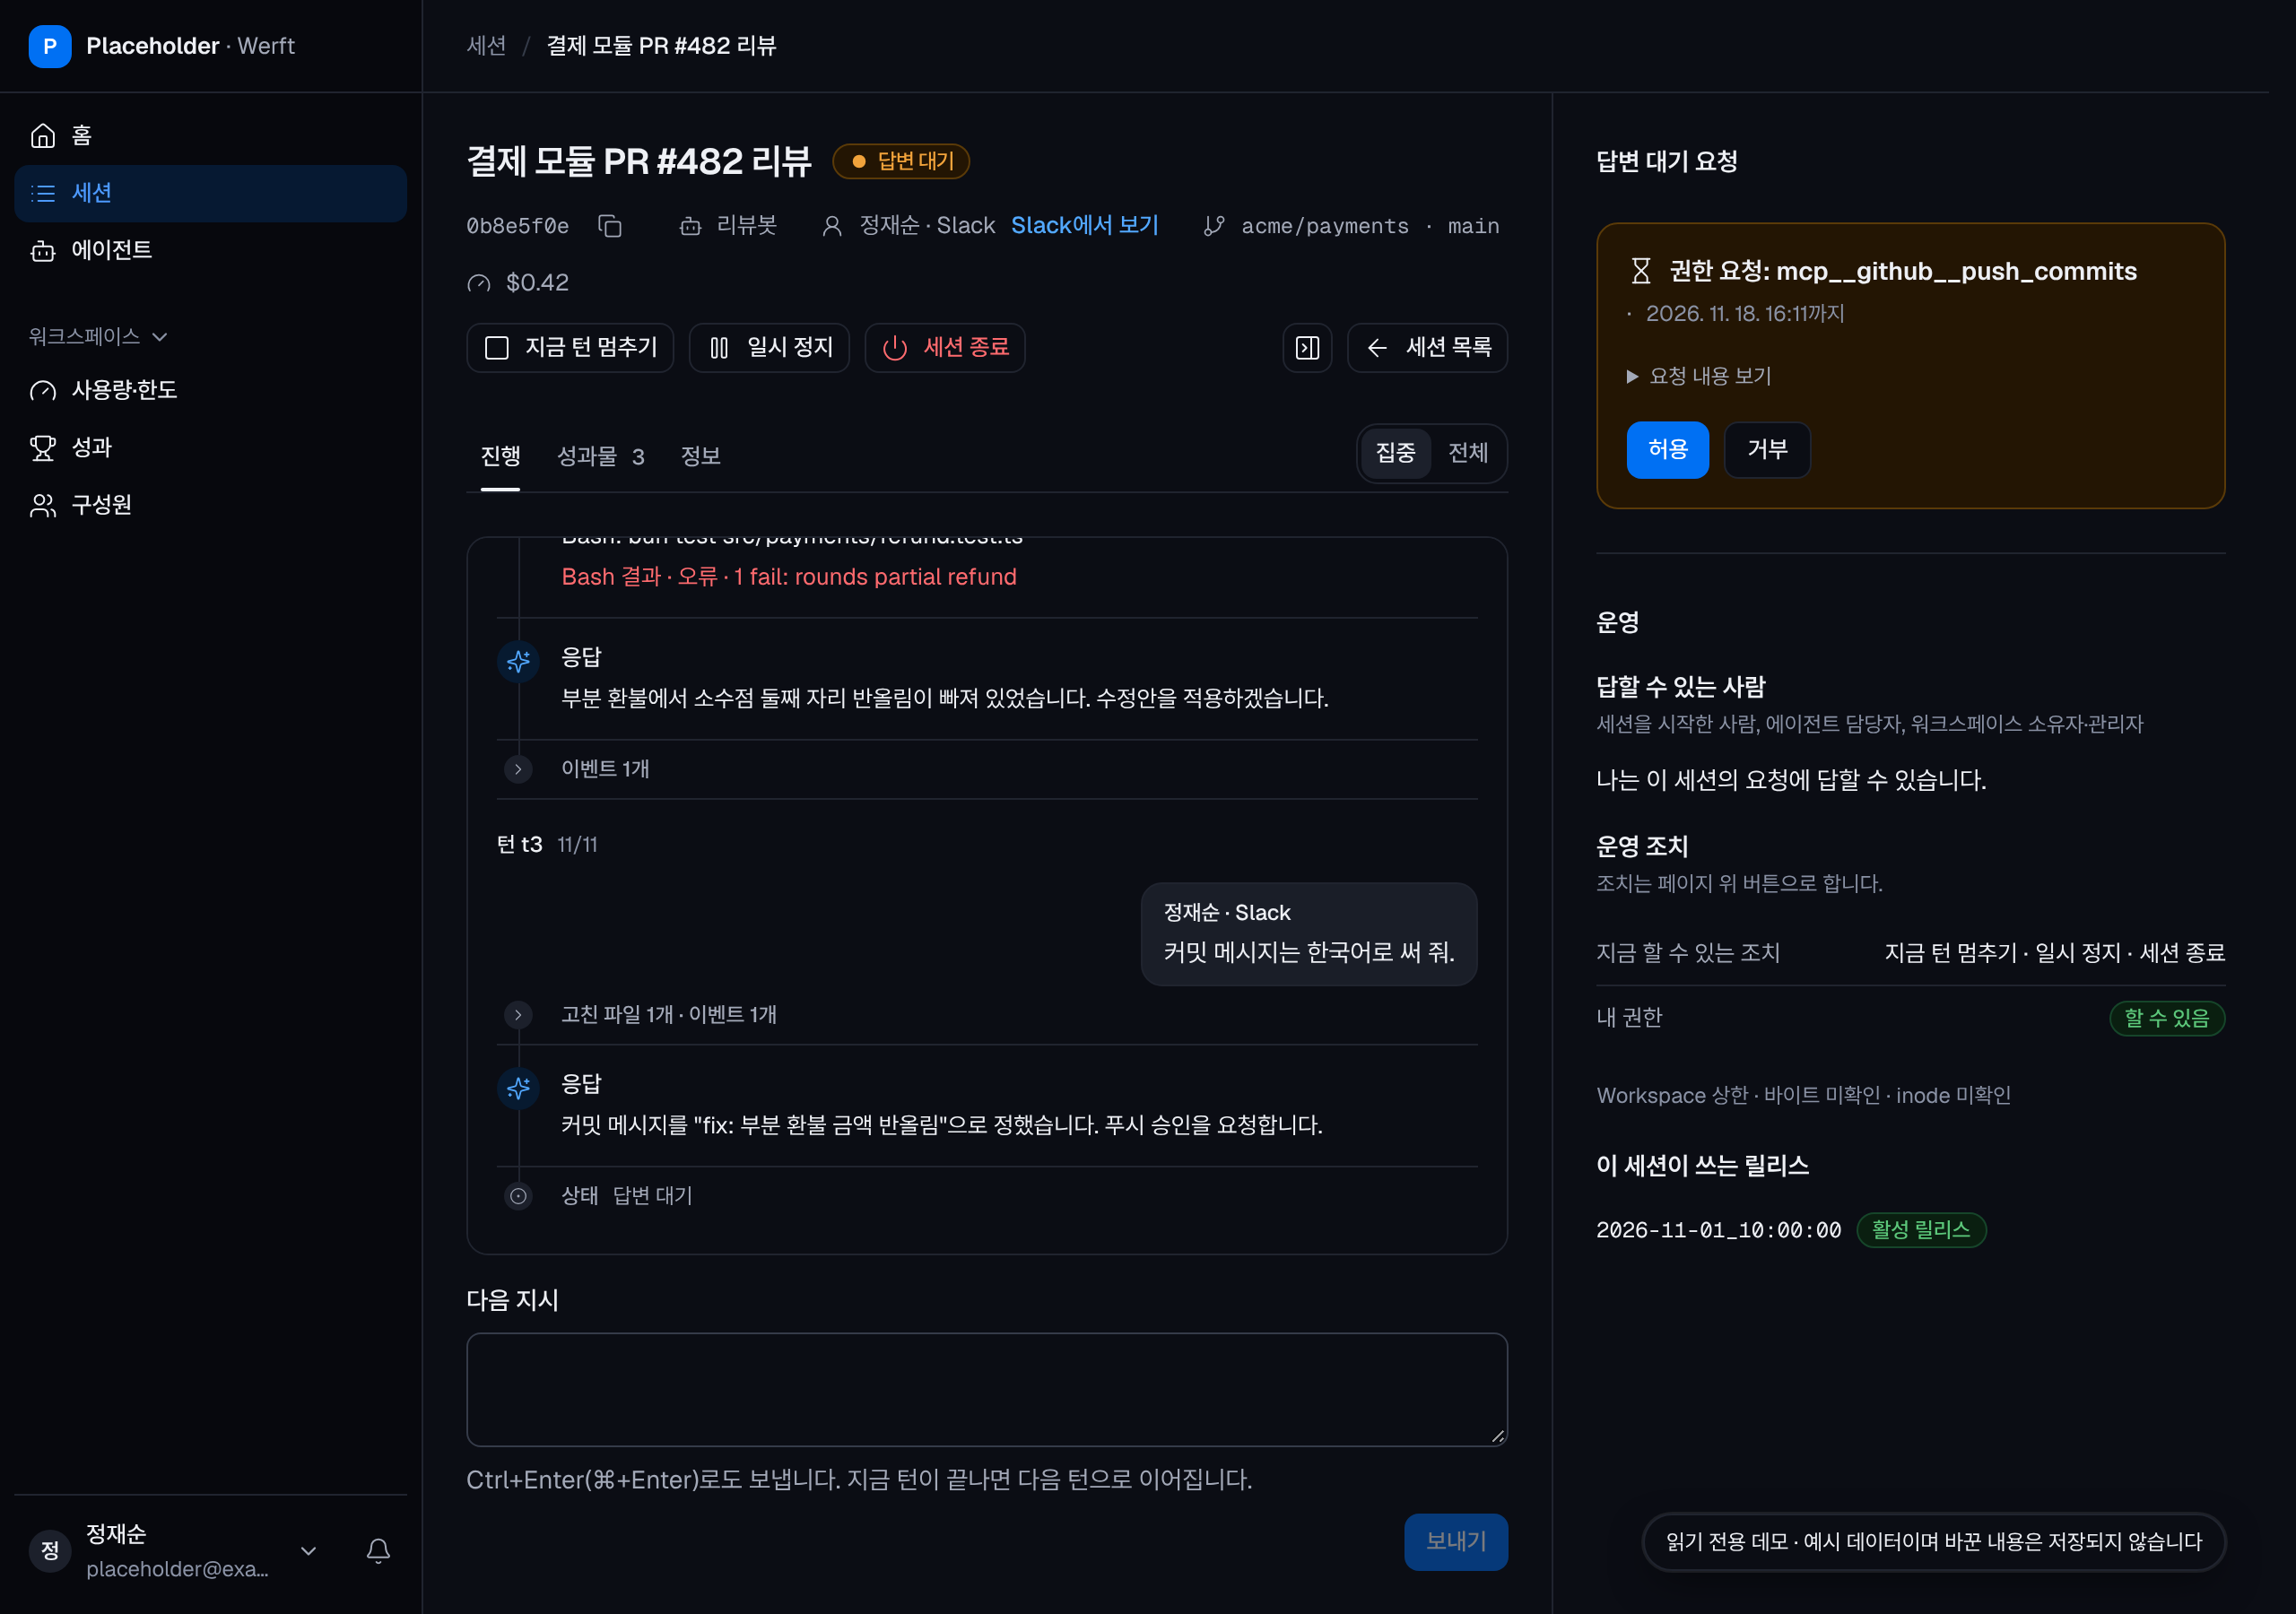 P Placeholder · Werft
세션 / 결제 모듈 PR #482 리뷰
홈
세션
에이전트
워크스페이스
사용량·한도
성과
구성원
정
정재순
placeholder@exa...
결제 모듈 PR #482 리뷰
답변 대기
0b8e5f0e 리뷰봇 정재순 · Slack Slack에서 보기 acme/payments · main
$0.42
지금 턴 멈추기 일시 정지 세션 종료 세션 목록
진행 성과물 3 정보 집중 전체
Bash: bun test src/payments/refund.test.ts
Bash 결과 · 오류 · 1 fail: rounds partial refund
응답
부분 환불에서 소수점 둘째 자리 반올림이 빠져 있었습니다. 수정안을 적용하겠습니다.
이벤트 1개
턴 t3 11/11
정재순 · Slack
커밋 메시지는 한국어로 써 줘.
고친 파일 1개 · 이벤트 1개
응답
커밋 메시지를 "fix: 부분 환불 금액 반올림"으로 정했습니다. 푸시 승인을 요청합니다.
상태 답변 대기
다음 지시
Ctrl+Enter(⌘+Enter)로도 보냅니다. 지금 턴이 끝나면 다음 턴으로 이어집니다.
보내기
답변 대기 요청
권한 요청: mcp__github__push_commits
· 2026. 11. 18. 16:11까지
▶ 요청 내용 보기
허용 거부
운영
답할 수 있는 사람
세션을 시작한 사람, 에이전트 담당자, 워크스페이스 소유자·관리자
나는 이 세션의 요청에 답할 수 있습니다.
운영 조치
조치는 페이지 위 버튼으로 합니다.
지금 할 수 있는 조치 지금 턴 멈추기 · 일시 정지 · 세션 종료
내 권한 할 수 있음
Workspace 상한 · 바이트 미확인 · inode 미확인
이 세션이 쓰는 릴리스
2026-11-01_10:00:00 활성 릴리스
읽기 전용 데모 · 예시 데이터이며 바꾼 내용은 저장되지 않습니다